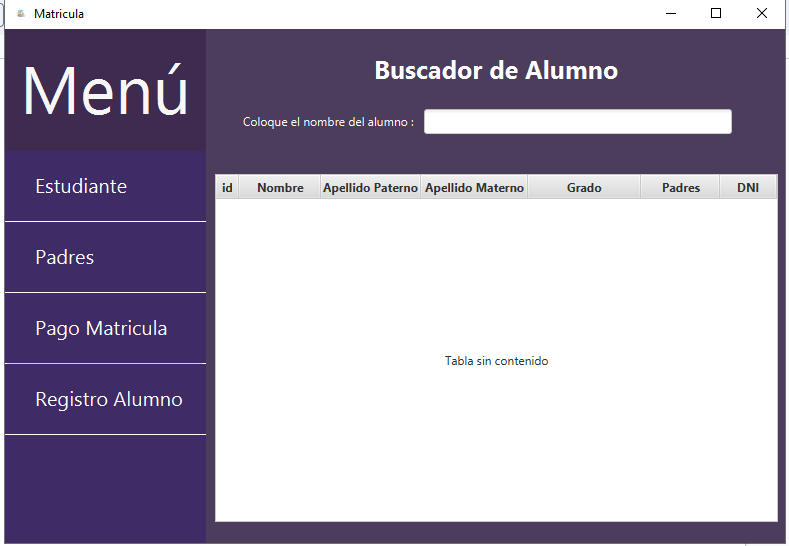 Matricula
Menú
Estudiante
Padres
Pago Matricula
Registro Alumno
Buscador de Alumno
Coloque el nombre del alumno :
id Nombre Apellido Paterno Apellido Materno Grado Padres DNI
Tabla sin contenido